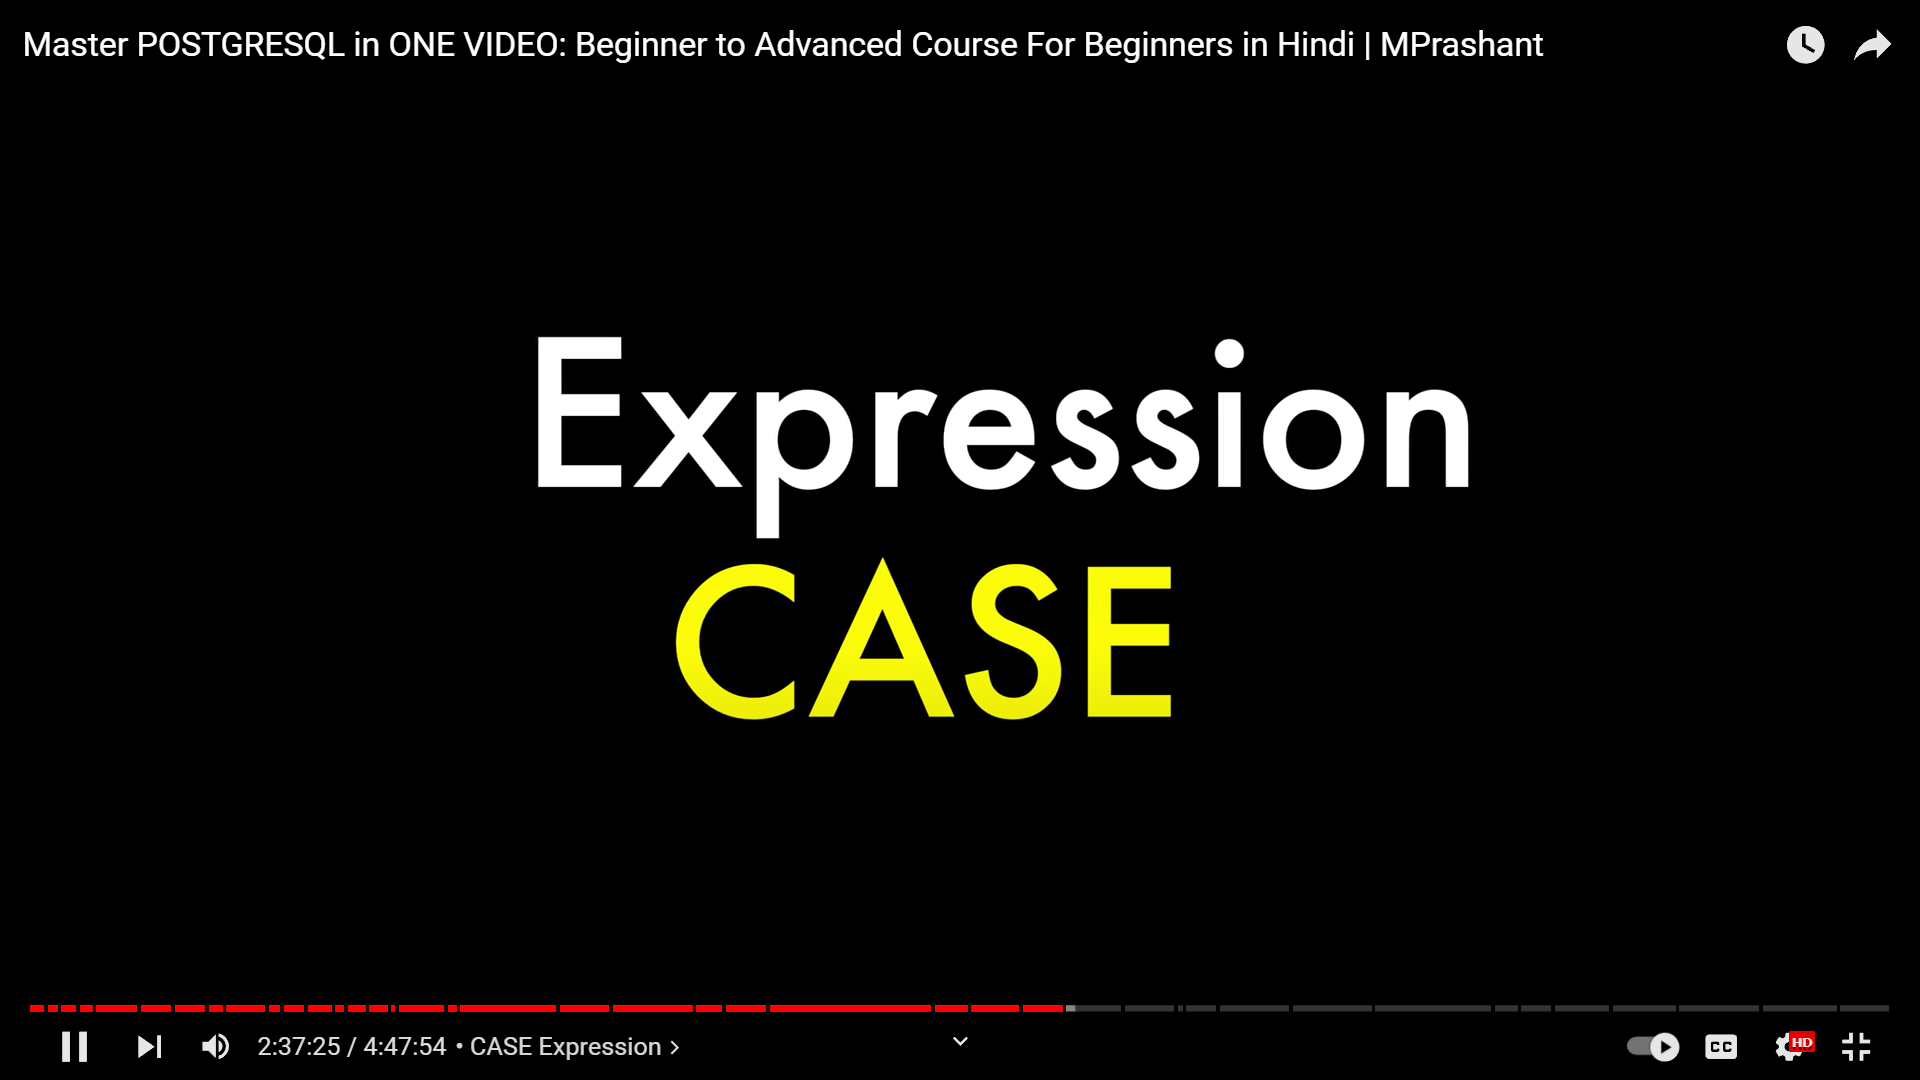 Master POSTGRESQL in ONE VIDEO: Beginner to Advanced Course For Beginners in Hindi | MPrashant
Expression
CASE
2:37:25 / 4:47:54 • CASE Expression >
CC
HD